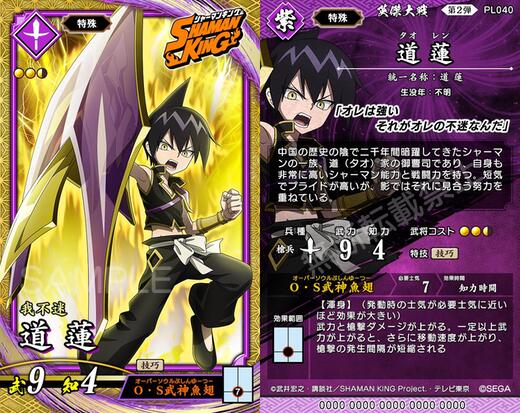 特殊
シャーマンキング
SHAMAN KING
SAMPLE
我不迷
道蓮
技巧
武9 知4
オーバーソウルぶしんゆーつー
O・S武神魚翅
7
紫
特殊
英傑大戦
第2弾
PL040
タオ レン
道 蓮
統一名称：道 蓮
生没年：不明
「オレは強い
それがオレの不迷なんだ」
中国の歴史の陰で二千年間暗躍してきたシャーマ
ンの一族、道（タオ）家の御曹司であり、自身も
非常に高いシャーマン能力と戦闘力を持つ。短気
でプライドが高いが、影ではそれに見合う努力を
重ねている。
兵種 武力 知力 武将コスト
槍兵 9 4 特技 技巧
オーバーソウルぶしんゆーつー 必要士気 効果時間
O・S武神魚翅 7 知力時間
効果範囲
【渾身】（発動時の士気が必要士気に近い
ほど効果が大きい）
武力と槍撃ダメージが上がる。一定以上武
力が上がると、さらに移動速度が上がり、
槍撃の発生間隔が短縮される
©武井宏之・講談社／SHAMAN KING Project.・テレビ東京 ©SEGA
0000 0000 0000 0000 0000